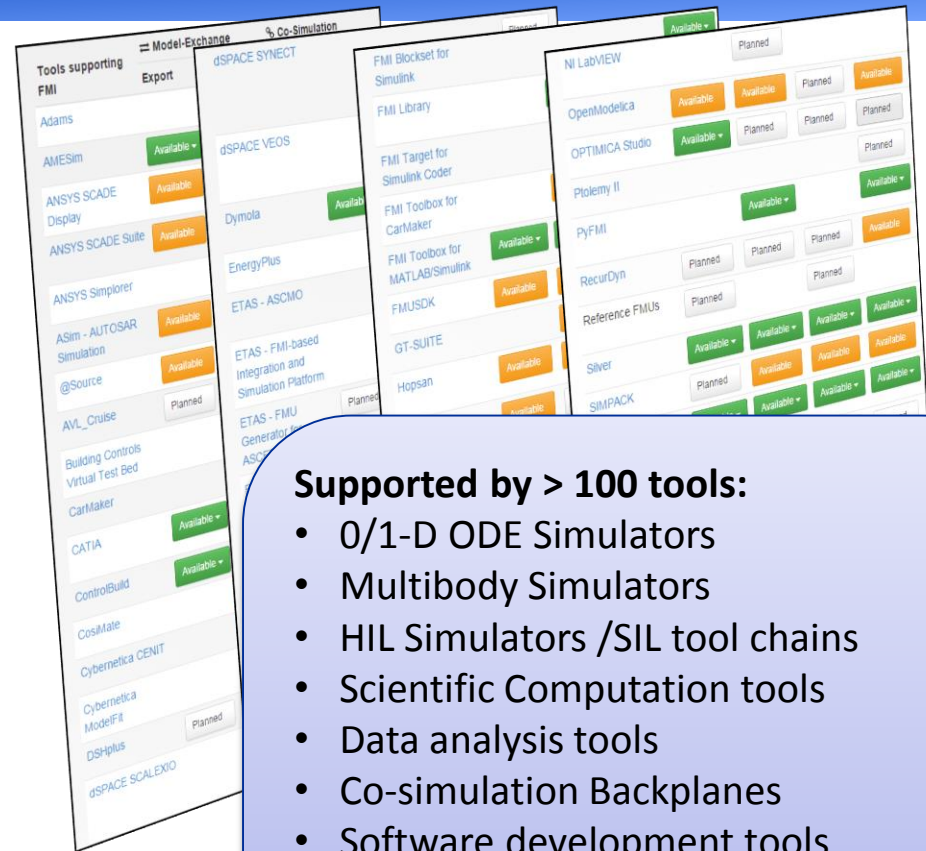 Tools supporting
FMI
Model-Exchange
Co-Simulation
Export
Adams
AMESim
Available
ANSYS SCADE
Display
Available
ANSYS SCADE Suite
Available
ANSYS Simplorer
ASim - AUTOSAR
Simulation
Available
@Source
Available
AVL_Cruise
Planned
Building Controls
Virtual Test Bed
CarMaker
CATIA
Available
ControlBuild
Available
CosiMate
Cybernetica CENIT
Cybernetica
ModelFit
DSHplus
Planned
dSPACE SCALEXIO
dSPACE SYNECT
dSPACE VEOS
Dymola
EnergyPlus
ETAS - ASCMO
ETAS - FMI-based
Integration and
Simulation Platform
ETAS - FMU
Planned
FMI Blockset for
Simulink
FMI Library
FMI Target for
Simulink Coder
FMI Toolbox for
CarMaker
FMI Toolbox for
MATLAB/Simulink
Available
FMUSDK
Available
GT-SUITE
Hopsan
Available
Available
Available
NI LabVIEW
Planned
OpenModelica
Available Available Planned Available
OPTIMICA Studio
Available Planned Planned Planned
Ptolemy II
Planned
PyFMI
Available Available
RecurDyn
Planned Planned Planned Available
Reference FMUs
Planned Planned
Silver
Available Available Available Available
SIMPACK
Planned Available Available Available
Available Available Available
Supported by > 100 tools:
• 0/1-D ODE Simulators
• Multibody Simulators
• HIL Simulators /SIL tool chains
• Scientific Computation tools
• Data analysis tools
• Co-simulation Backplanes
• Software development tools